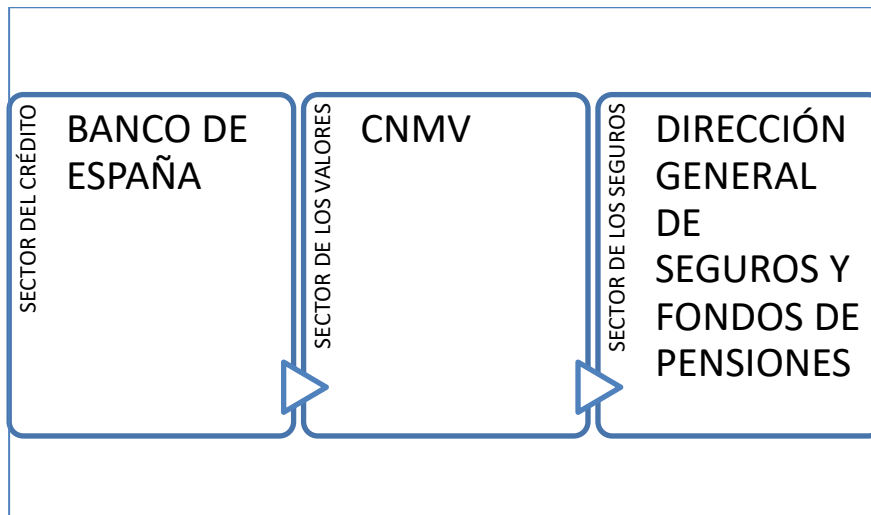 SECTOR DEL CRÉDITO
BANCO DE
ESPAÑA
SECTOR DE LOS VALORES
CNMV
SECTOR DE LOS SEGUROS
DIRECCIÓN
GENERAL
DE
SEGUROS Y
FONDOS DE
PENSIONES